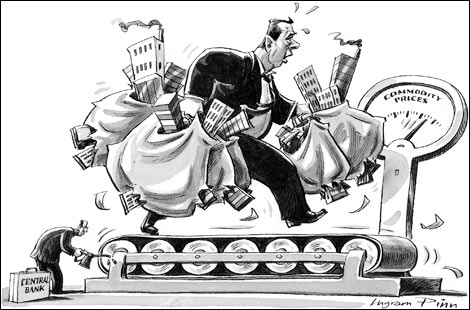 COMMODITY
PRICES
CENTRAL
BANK
Ingram Pinn